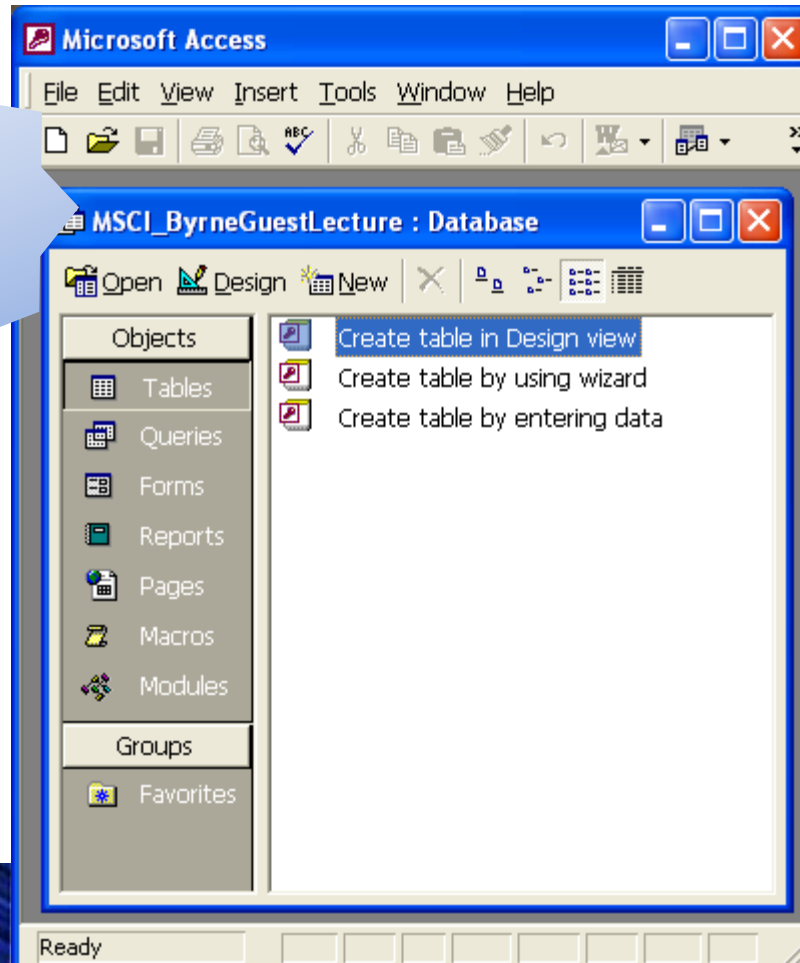 Microsoft Access
File Edit View Insert Tools Window Help
ABC
MSCI_ByrneGuestLecture : Database
Open Design New
Objects
Tables
Queries
Forms
Reports
Pages
Macros
Modules
Groups
Favorites
Create table in Design view
Create table by using wizard
Create table by entering data
Ready